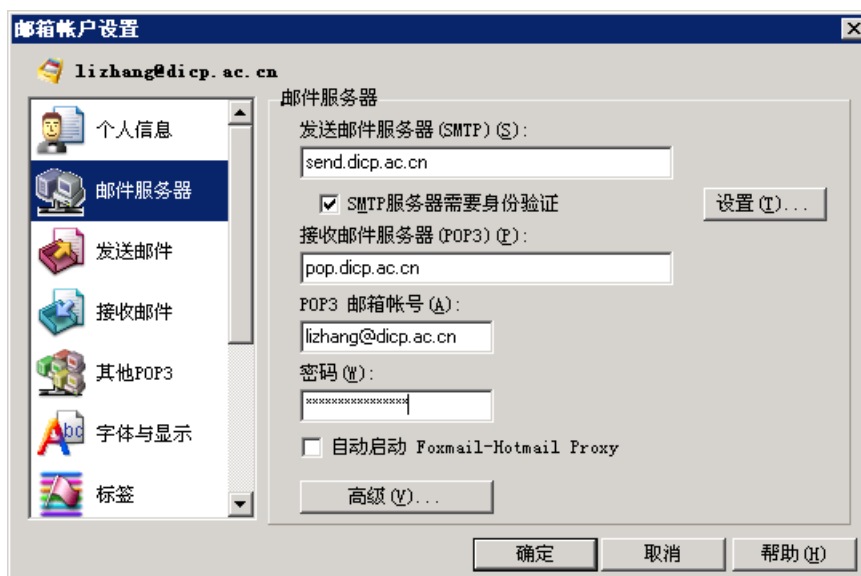 邮箱帐户设置
lizhang@dicp.ac.cn
个人信息
邮件服务器
发送邮件
接收邮件
其他POP3
字体与显示
标签
邮件服务器
发送邮件服务器(SMTP)(S):
send.dicp.ac.cn
SMTP服务器需要身份验证
设置(T)...
接收邮件服务器(POP3)(P):
pop.dicp.ac.cn
POP3 邮箱帐号(A):
lizhang@dicp.ac.cn
密码(W):
****************
自动启动 Foxmail-Hotmail Proxy
高级(V)...
确定
取消
帮助(H)